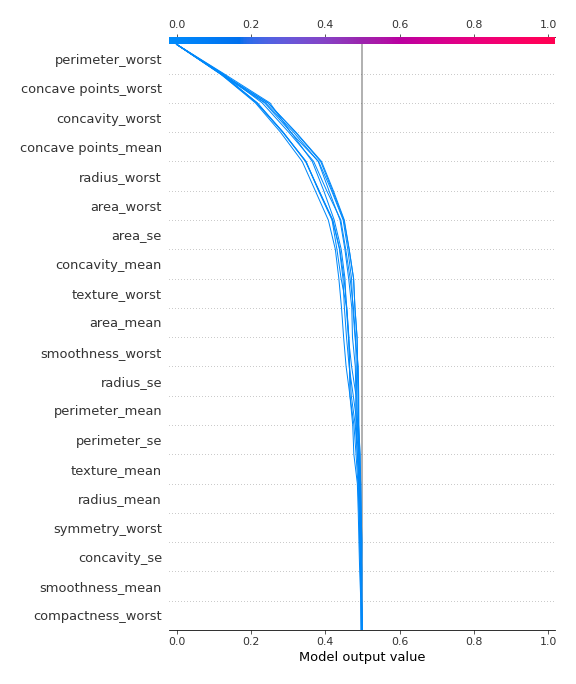 0.0 0.2 0.4 0.6 0.8 1.0
perimeter_worst
concave points_worst
concavity_worst
concave points_mean
radius_worst
area_worst
area_se
concavity_mean
texture_worst
area_mean
smoothness_worst
radius_se
perimeter_mean
perimeter_se
texture_mean
radius_mean
symmetry_worst
concavity_se
smoothness_mean
compactness_worst
0.0 0.2 0.4 0.6 0.8 1.0
Model output value